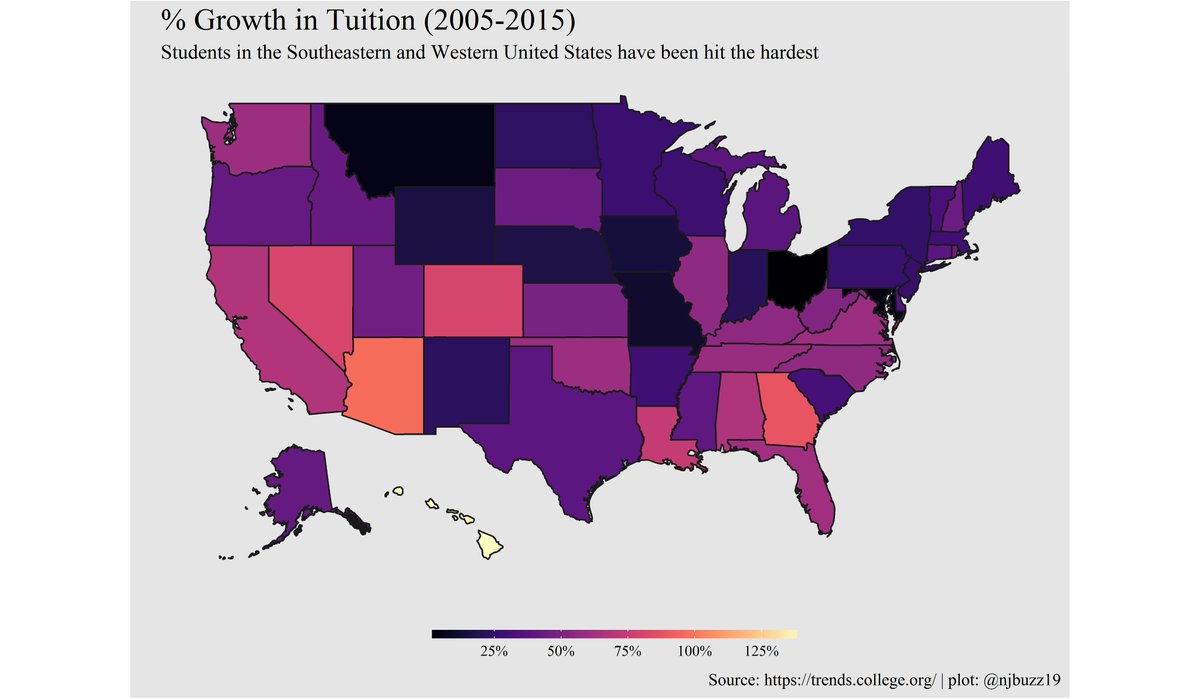 % Growth in Tuition (2005-2015)
Students in the Southeastern and Western United States have been hit the hardest
25% 50% 75% 100% 125%
Source: https://trends.college.org/ | plot: @njbuzz19